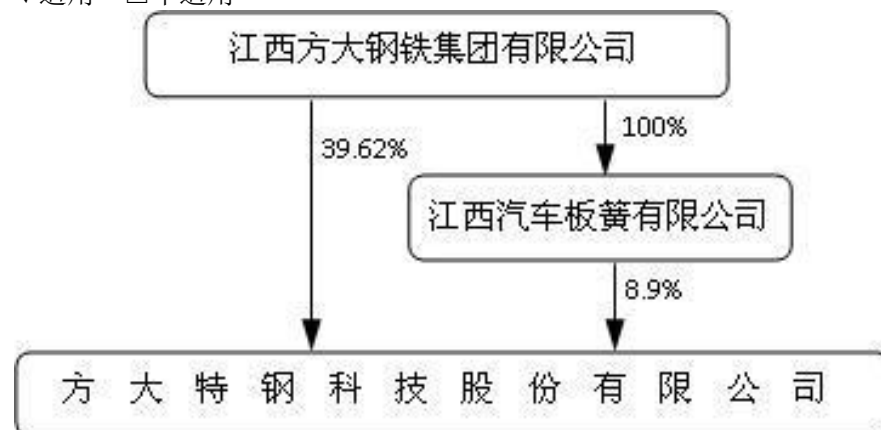 江西方大钢铁集团有限公司
100%
39.62%
江西汽车板簧有限公司
8.9%
方大特钢科技股份有限公司